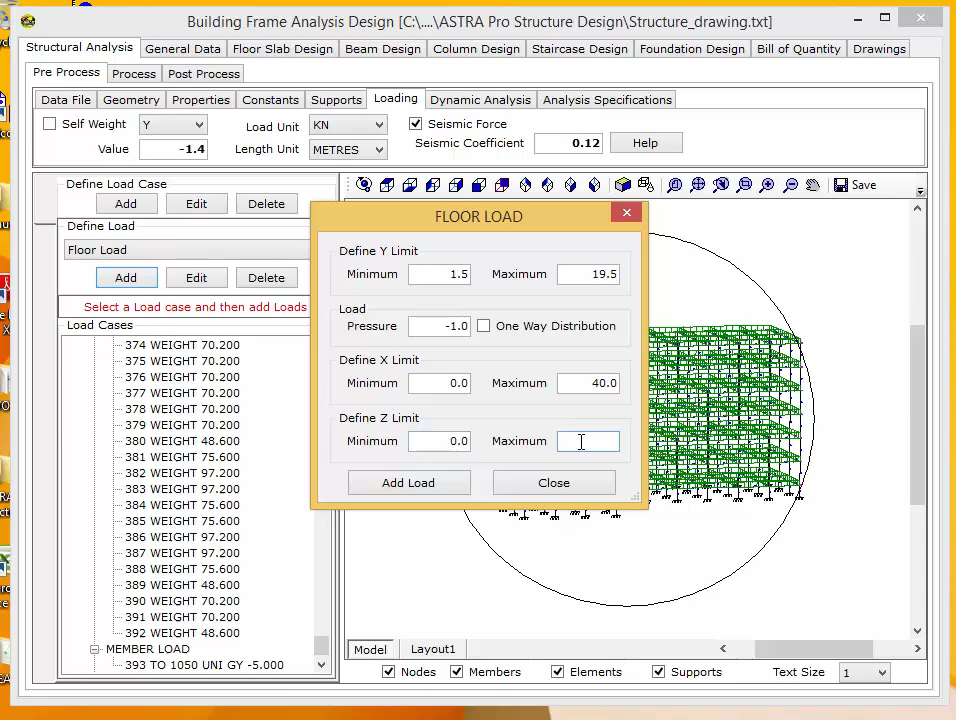 Building Frame Analysis Design [C:\....\ASTRA Pro Structure Design\Structure_drawing.txt]
Structural Analysis General Data Floor Slab Design Beam Design Column Design Staircase Design Foundation Design Bill of Quantity Drawings
Pre Process Process Post Process
Data File Geometry Properties Constants Supports Loading Dynamic Analysis Analysis Specifications
Self Weight Y Load Unit KN Seismic Force
Value -1.4 Length Unit METRES Seismic Coefficient 0.12 Help
Define Load Case Save
Add Edit Delete
Define Load
Floor Load
Add Edit Delete
Select a Load case and then add Loads
Load Cases
374 WEIGHT 70.200
375 WEIGHT 70.200
376 WEIGHT 70.200
377 WEIGHT 70.200
378 WEIGHT 70.200
379 WEIGHT 70.200
380 WEIGHT 48.600
381 WEIGHT 75.600
382 WEIGHT 97.200
383 WEIGHT 97.200
384 WEIGHT 75.600
385 WEIGHT 75.600
386 WEIGHT 97.200
387 WEIGHT 97.200
388 WEIGHT 75.600
389 WEIGHT 48.600
390 WEIGHT 70.200
391 WEIGHT 70.200
392 WEIGHT 48.600
MEMBER LOAD
393 TO 1050 UNI GY -5.000
FLOOR LOAD
Define Y Limit
Minimum 1.5 Maximum 19.5
Load
Pressure -1.0 One Way Distribution
Define X Limit
Minimum 0.0 Maximum 40.0
Define Z Limit
Minimum 0.0 Maximum
Add Load Close
Model Layout1
Nodes Members Elements Supports Text Size 1